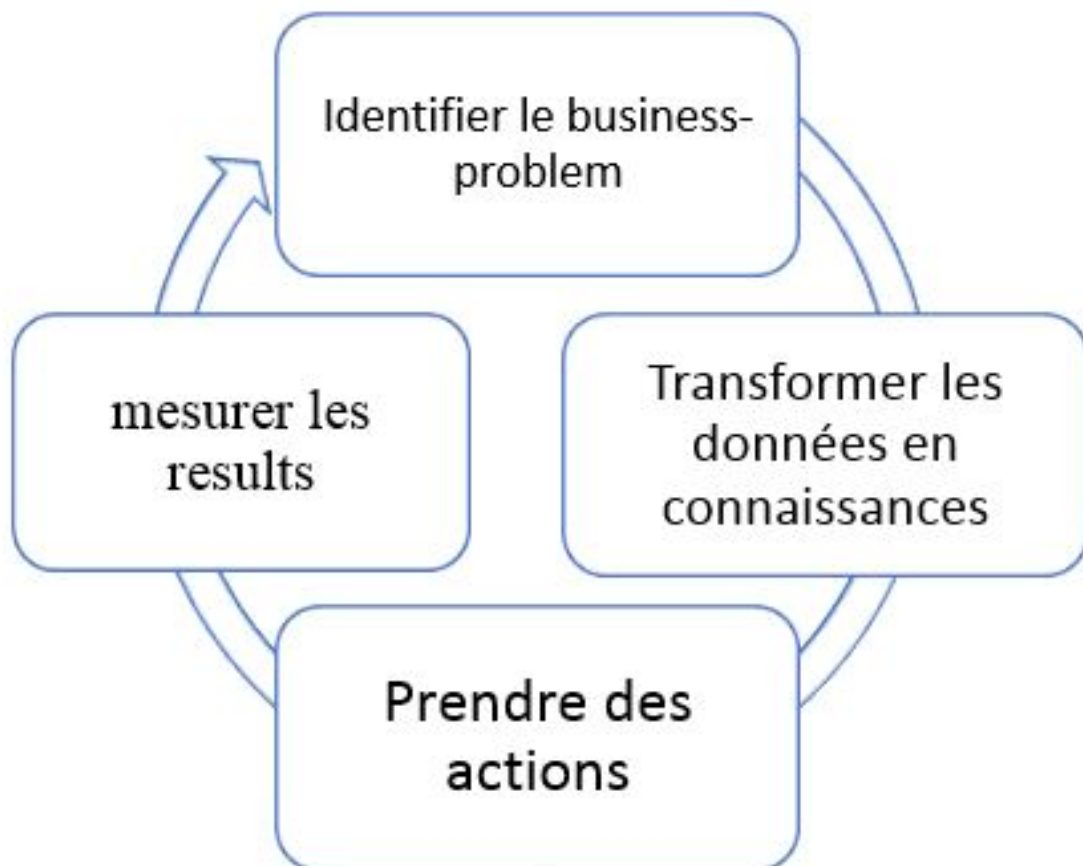 Identifier le business-
problem
Transformer les
données en
connaissances
Prendre des
actions
mesurer les
results